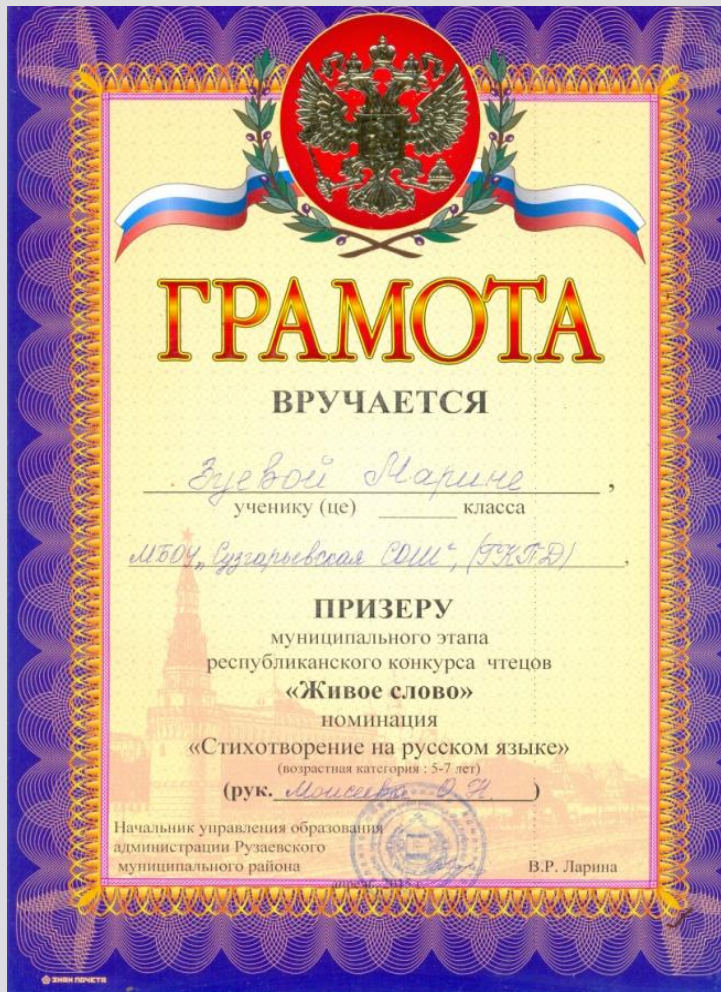 ГРАМОТА
ВРУЧАЕТСЯ
Зуевой Марине ,
ученику (це) ______ класса
МБОУ „Сузгарьевская СОШ“, (ГКПД) ,
ПРИЗЕРУ
муниципального этапа
республиканского конкурса чтецов
«Живое слово»
номинация
«Стихотворение на русском языке»
(возрастная категория : 5-7 лет)
(рук. Моисеева О.Н. )
Начальник управления образования
администрации Рузаевского
муниципального района В.Р. Ларина
ЗНАК ПОЧЕТА